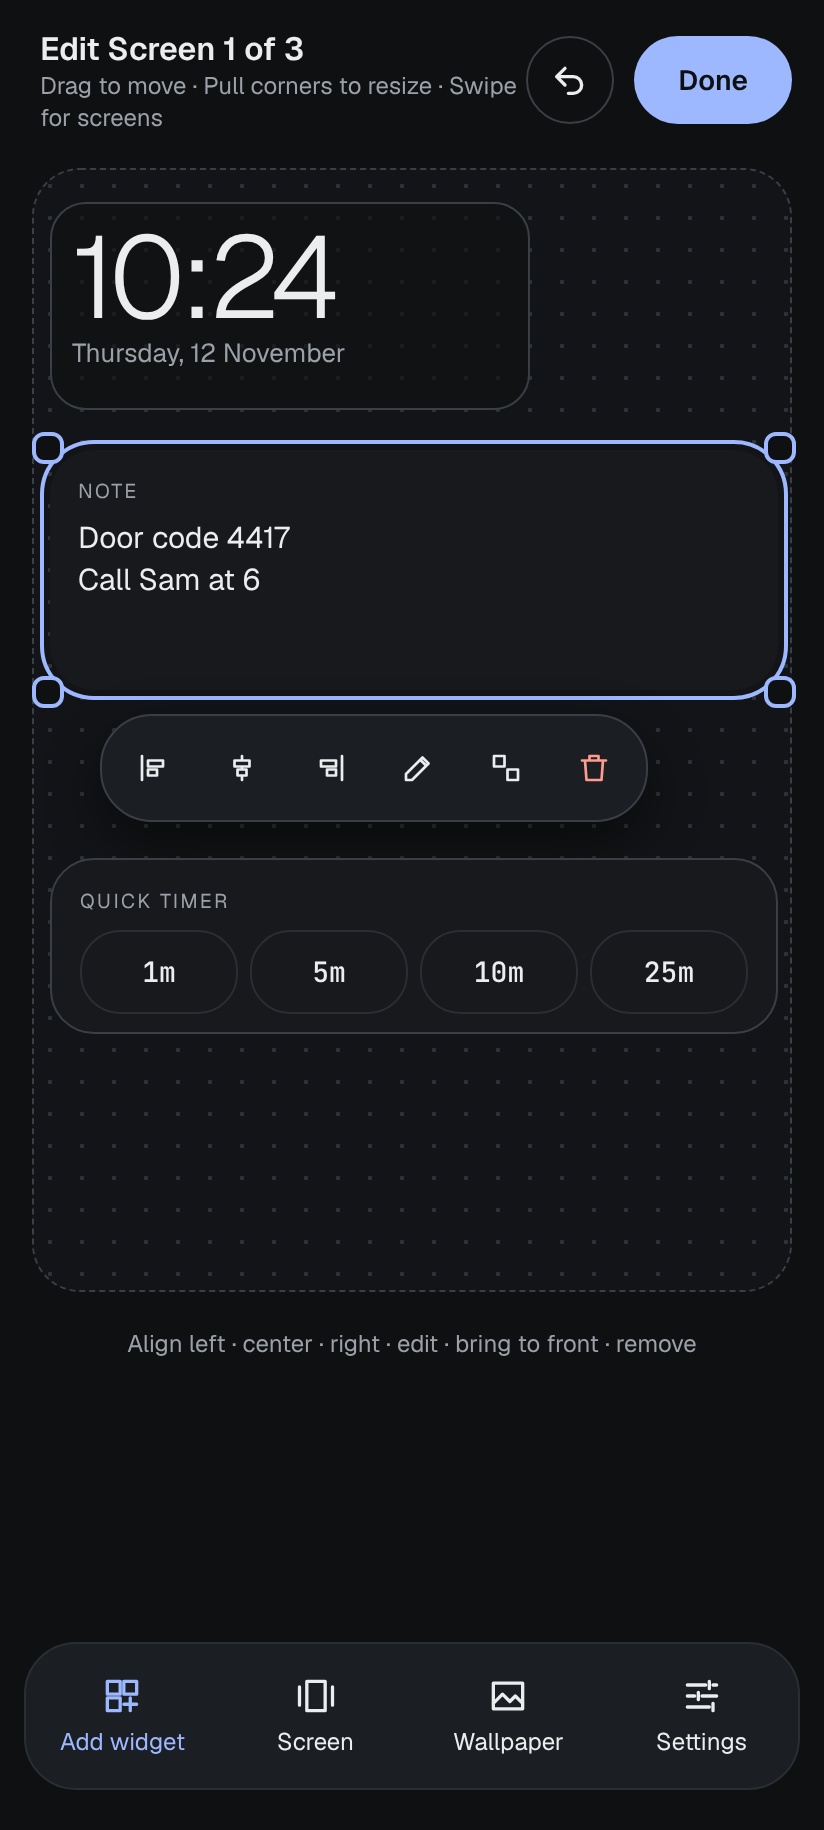 Edit Screen 1 of 3
Drag to move · Pull corners to resize · Swipe
for screens
Done
10:24
Thursday, 12 November
NOTE
Door code 4417
Call Sam at 6
QUICK TIMER
1m 5m 10m 25m
Align left · center · right · edit · bring to front · remove
Add widget Screen Wallpaper Settings